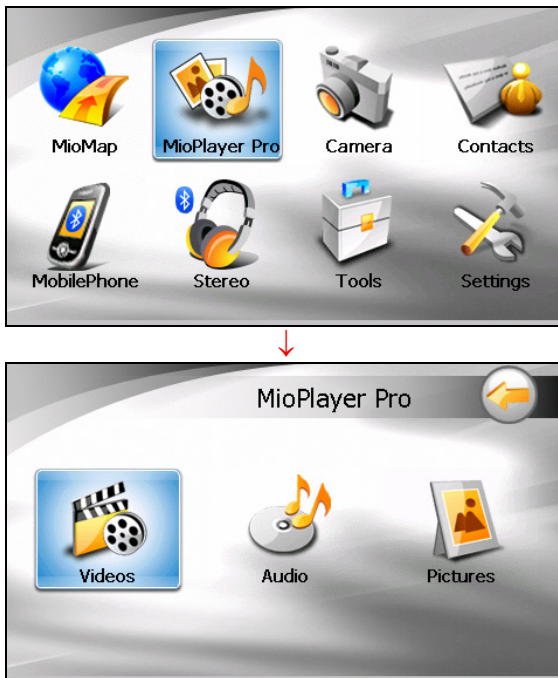 MioMap MioPlayer Pro Camera Contacts
MobilePhone Stereo Tools Settings
MioPlayer Pro
Videos Audio Pictures